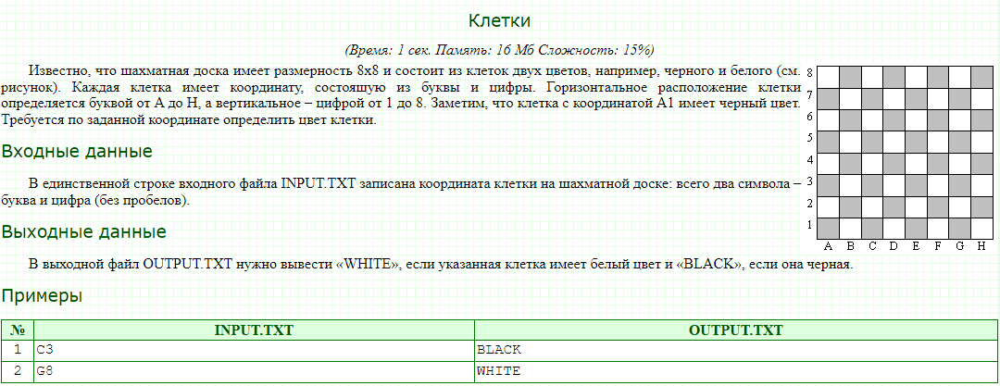 Клетки
(Время: 1 сек. Память: 16 Мб Сложность: 15%)
Известно, что шахматная доска имеет размерность 8х8 и состоит из клеток двух цветов, например, черного и белого (см.
рисунок). Каждая клетка имеет координату, состоящую из буквы и цифры. Горизонтальное расположение клетки
определяется буквой от А до H, а вертикальное – цифрой от 1 до 8. Заметим, что клетка с координатой А1 имеет черный цвет.
Требуется по заданной координате определить цвет клетки.
8
7
6
5
4
3
2
1
A B C D E F G H
Входные данные
В единственной строке входного файла INPUT.TXT записана координата клетки на шахматной доске: всего два символа –
буква и цифра (без пробелов).
Выходные данные
В выходной файл OUTPUT.TXT нужно вывести «WHITE», если указанная клетка имеет белый цвет и «BLACK», если она черная.
Примеры
№ INPUT.TXT OUTPUT.TXT
1 C3 BLACK
2 G8 WHITE